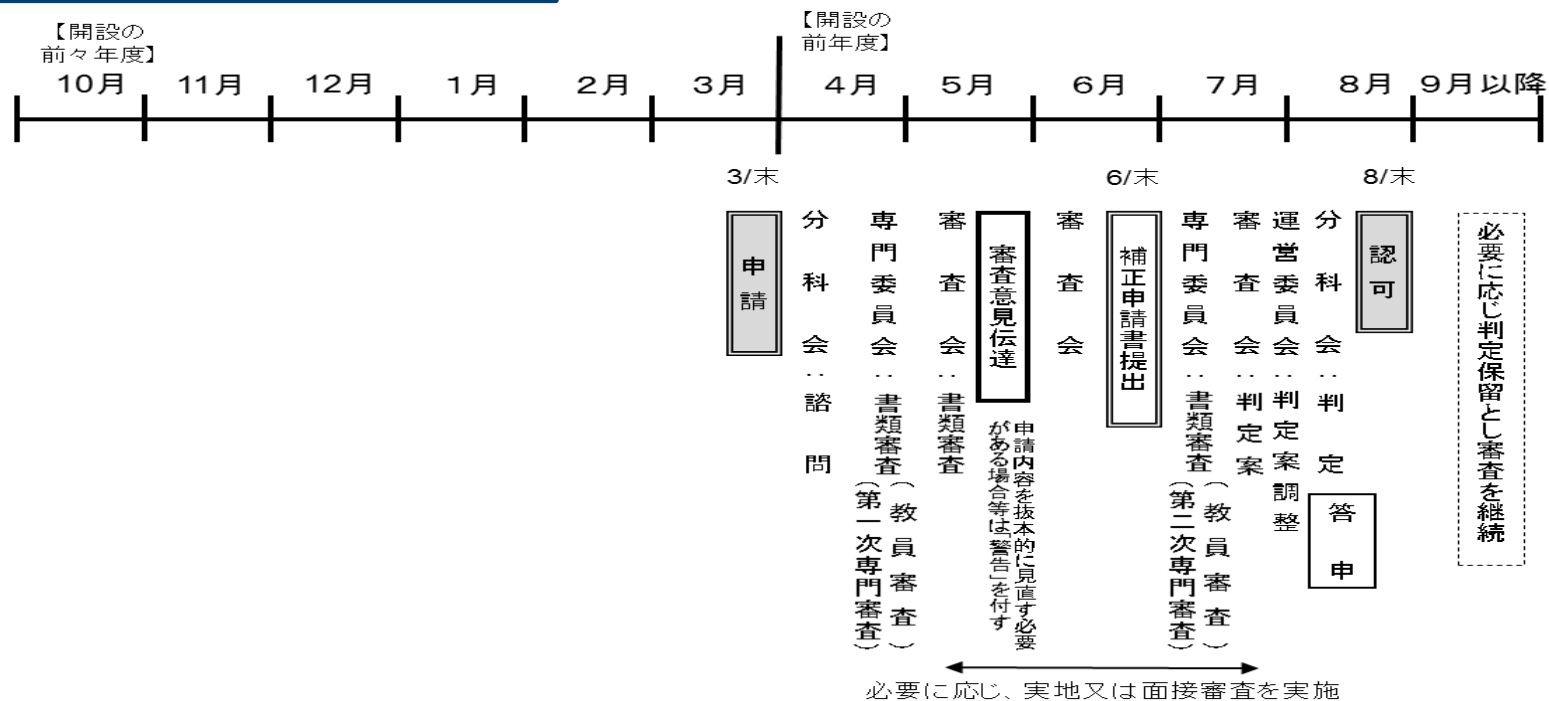 【開設の
前々年度】
【開設の
前年度】
10月 11月 12月 1月 2月 3月 4月 5月 6月 7月 8月 9月以降
3/末
6/末
8/末
申請
分科会：諮問
専門委員会：書類審査
（教員審査）
（第一次専門審査）
審査会：書類審査
審査意見伝達
申請内容を抜本的に見直す必要
がある場合等は「警告」を付す
審査会
補正申請書提出
専門委員会：書類審査
（教員審査）
（第二次専門審査）
審査会：判定案
運営委員会：判定案調整
分科会：判定
答申
認可
必要に応じ判定保留とし審査を継続
必要に応じ、実地又は面接審査を実施